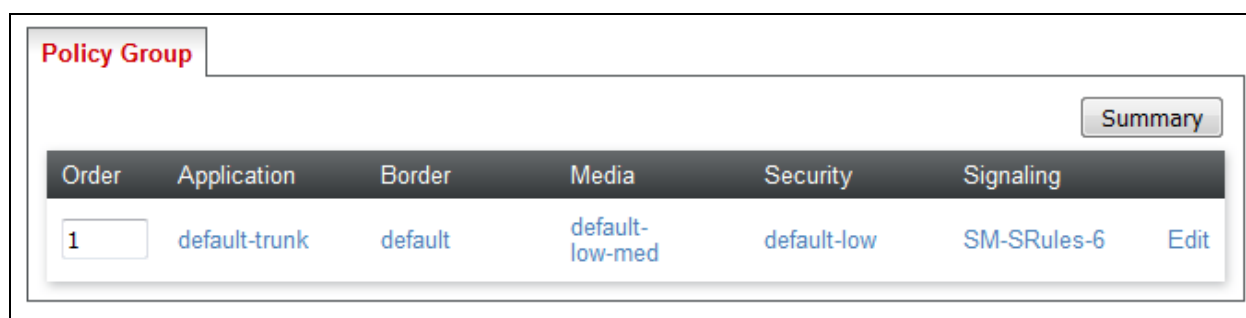 Policy Group
Summary
Order Application Border Media Security Signaling
1 default-trunk default default-
low-med default-low SM-SRules-6 Edit